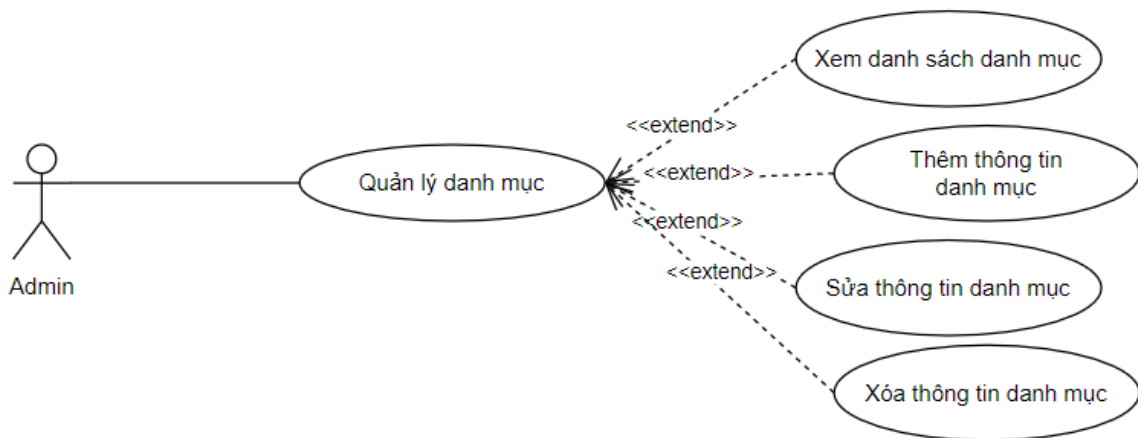 Xem danh sách danh mục
<<extend>>
Thêm thông tin
danh mục
<<extend>>
Quản lý danh mục
<<extend>>
Sửa thông tin danh mục
<<extend>>
Admin
Xóa thông tin danh mục